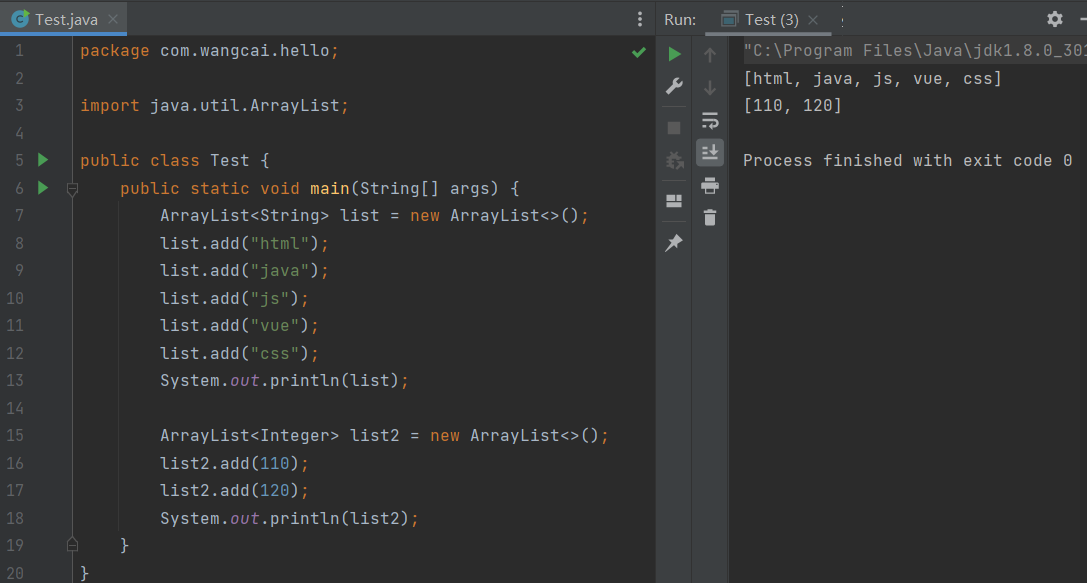 Test.java
Run: Test (3)
1 package com.wangcai.hello;
2
3 import java.util.ArrayList;
4
5 public class Test {
6 public static void main(String[] args) {
7 ArrayList<String> list = new ArrayList<>();
8 list.add("html");
9 list.add("java");
10 list.add("js");
11 list.add("vue");
12 list.add("css");
13 System.out.println(list);
14
15 ArrayList<Integer> list2 = new ArrayList<>();
16 list2.add(110);
17 list2.add(120);
18 System.out.println(list2);
19 }
20 }
"C:\Program Files\Java\jdk1.8.0_301
[html, java, js, vue, css]
[110, 120]
Process finished with exit code 0